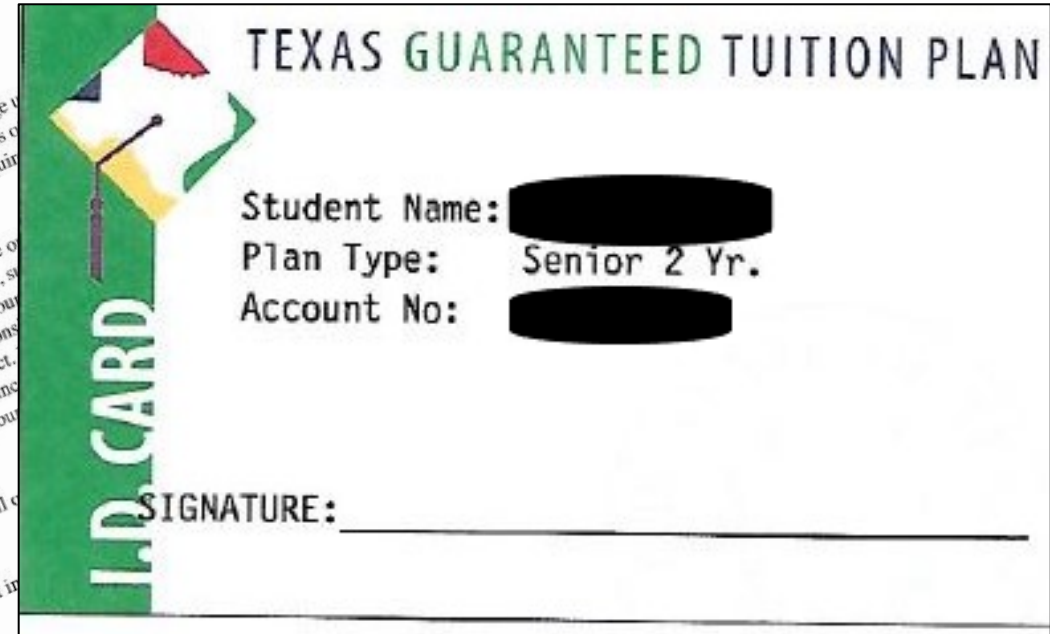 TEXAS GUARANTEED TUITION PLAN
Student Name:
Plan Type: Senior 2 Yr.
Account No:
I.D. CARD
SIGNATURE: